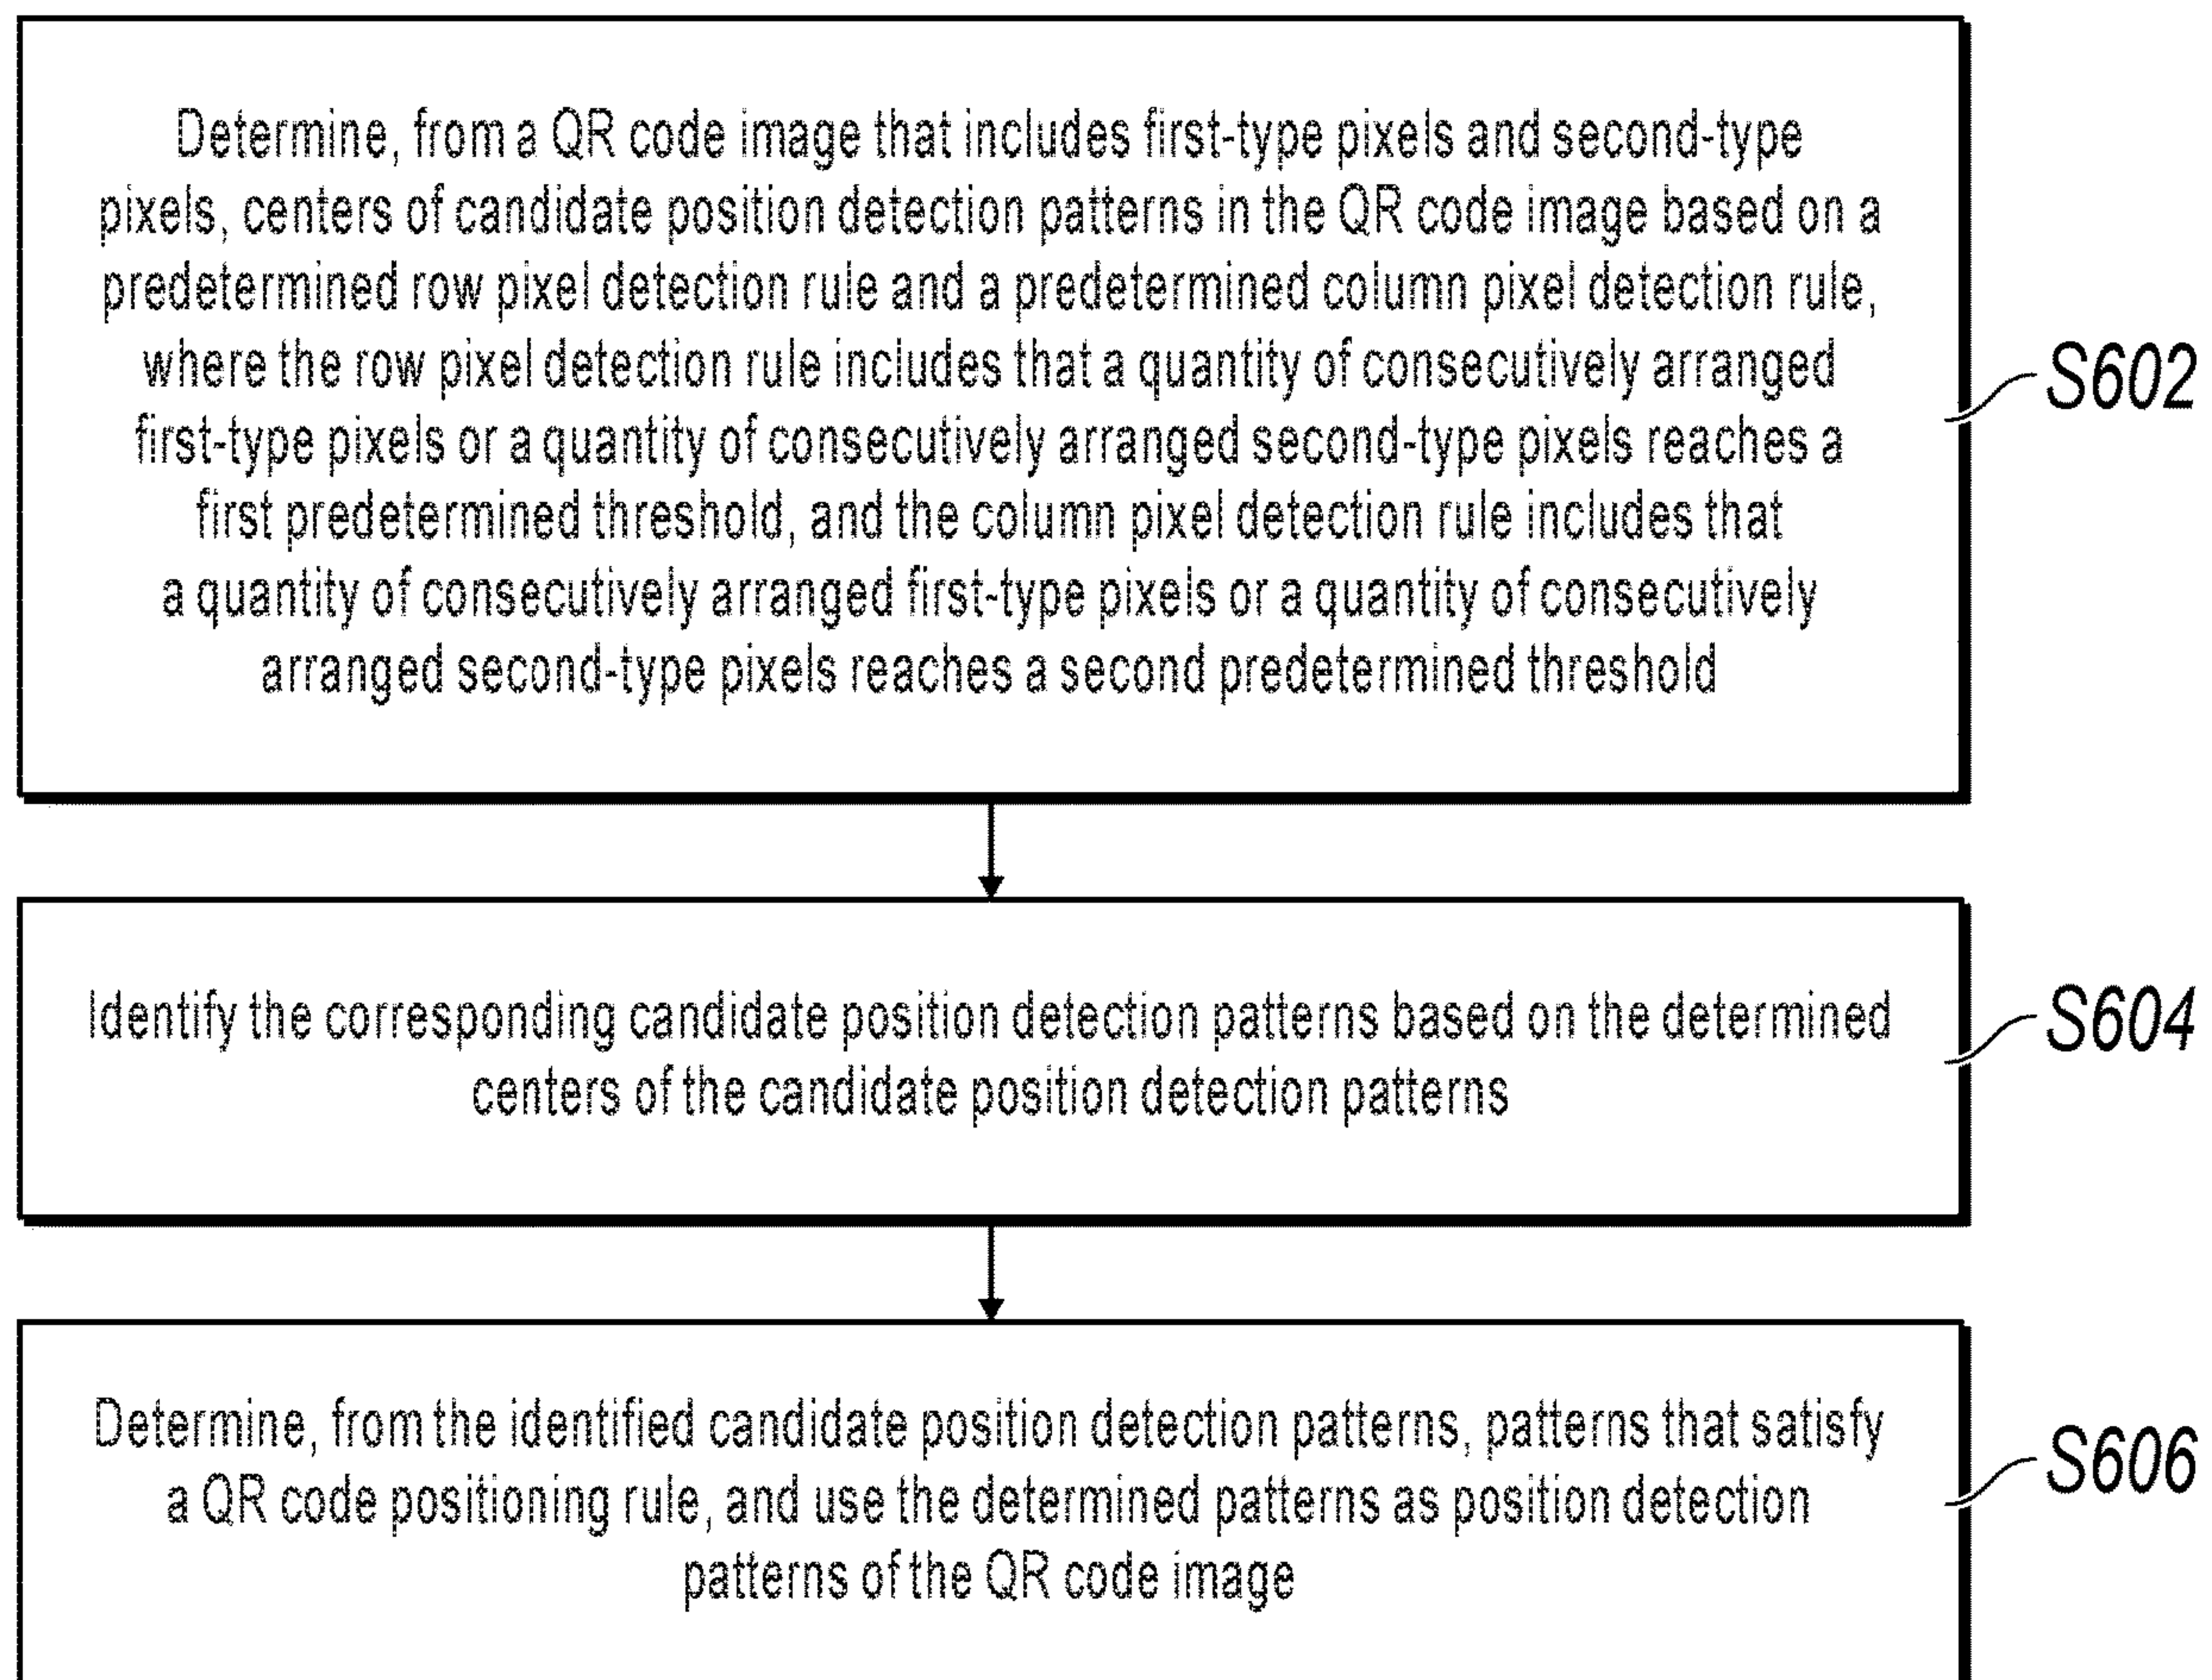 Determine, from a QR code image that includes first-type pixels and second-type
pixels, centers of candidate position detection patterns in the QR code image based on a
predetermined row pixel detection rule and a predetermined column pixel detection rule,
where the row pixel detection rule includes that a quantity of consecutively arranged
first-type pixels or a quantity of consecutively arranged second-type pixels reaches a
first predetermined threshold, and the column pixel detection rule includes that
a quantity of consecutively arranged first-type pixels or a quantity of consecutively
arranged second-type pixels reaches a second predetermined threshold
S602
Identify the corresponding candidate position detection patterns based on the determined
centers of the candidate position detection patterns
S604
Determine, from the identified candidate position detection patterns, patterns that satisfy
a QR code positioning rule, and use the determined patterns as position detection
patterns of the QR code image
S606